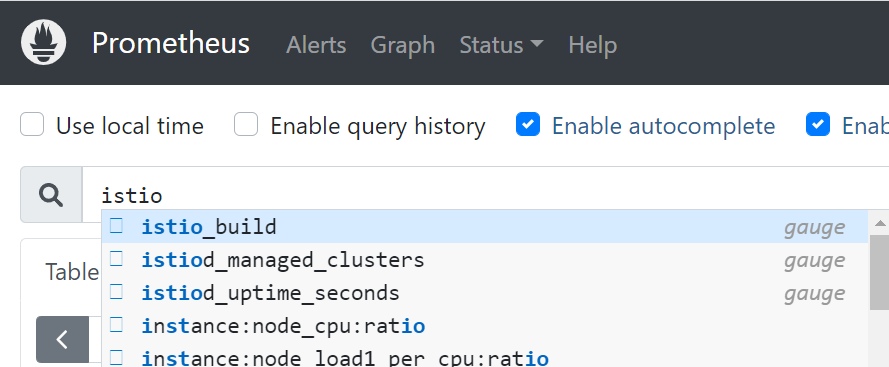 Prometheus Alerts Graph Status Help
Use local time Enable query history Enable autocomplete Enab
istio
istio_build gauge
istiod_managed_clusters gauge
Table
istiod_uptime_seconds gauge
instance:node_cpu:ratio
instance:node_load1_per_cpu:ratio